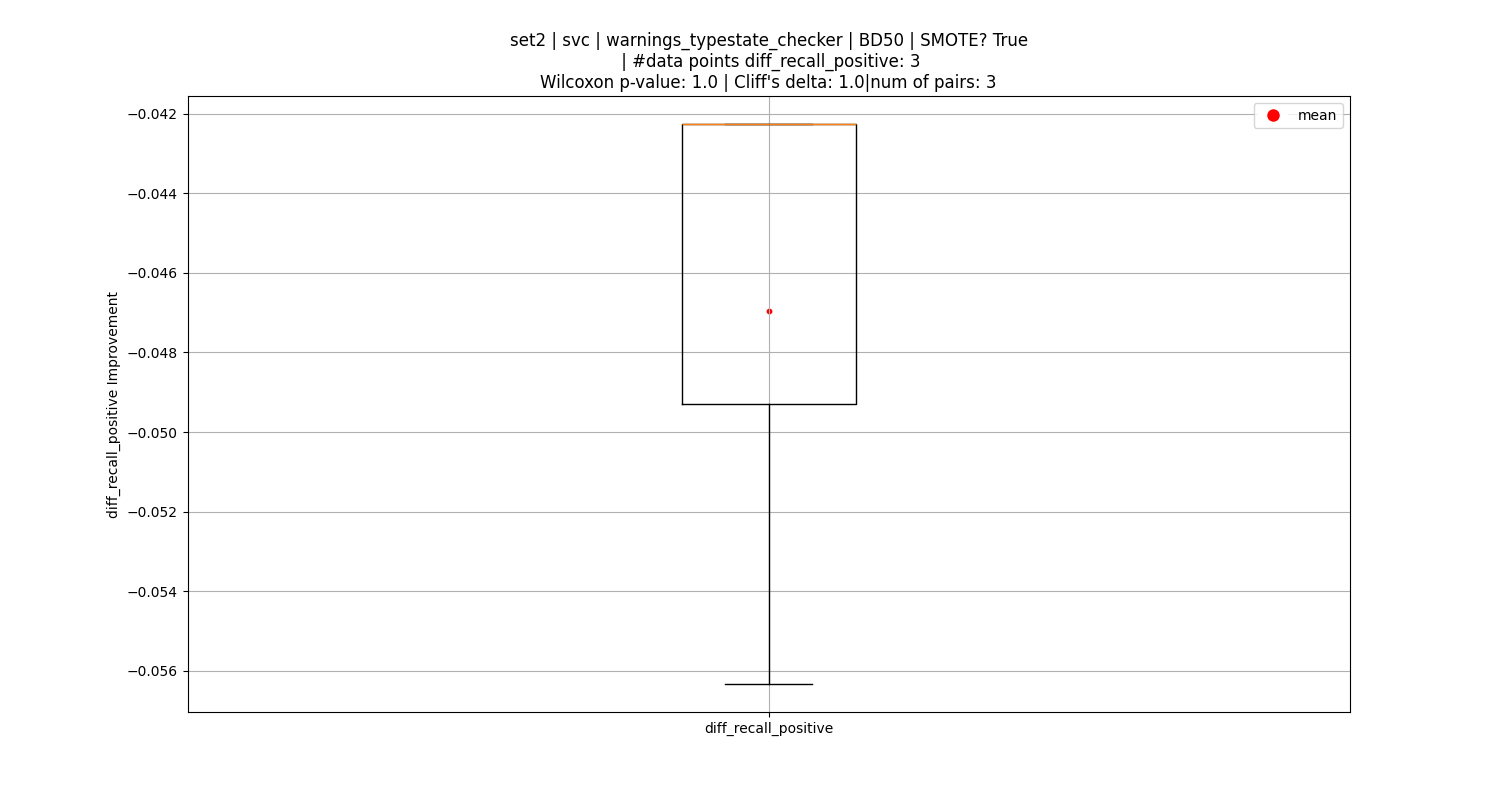 set2 | svc | warnings_typestate_checker | BD50 | SMOTE? True
| #data points diff_recall_positive: 3
Wilcoxon p-value: 1.0 | Cliff's delta: 1.0|num of pairs: 3
mean
−0.042
−0.044
−0.046
−0.048
−0.050
−0.052
−0.054
−0.056
diff_recall_positive Improvement
diff_recall_positive